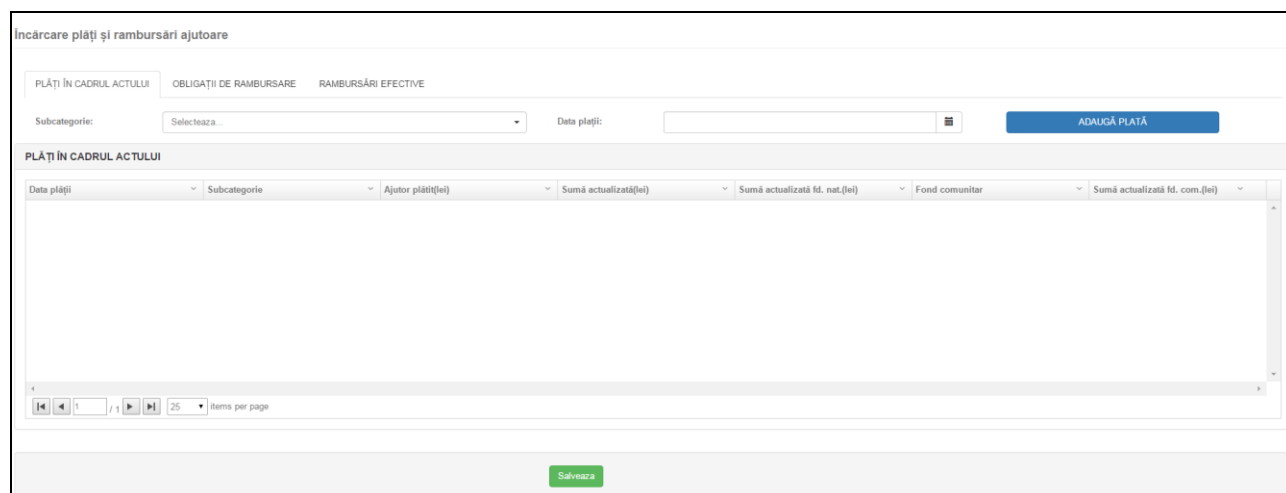 Încărcare plăți și rambursări ajutoare
PLĂȚI ÎN CADRUL ACTULUI OBLIGAȚII DE RAMBURSARE RAMBURSĂRI EFECTIVE
Subcategorie: Selecteaza... Data plații: ADAUGĂ PLATĂ
PLĂȚI ÎN CADRUL ACTULUI
Data plății Subcategorie Ajutor plătit(lei) Sumă actualizată(lei) Sumă actualizată fd. nat.(lei) Fond comunitar Sumă actualizată fd. com.(lei)
1 / 1 25 items per page
Salveaza